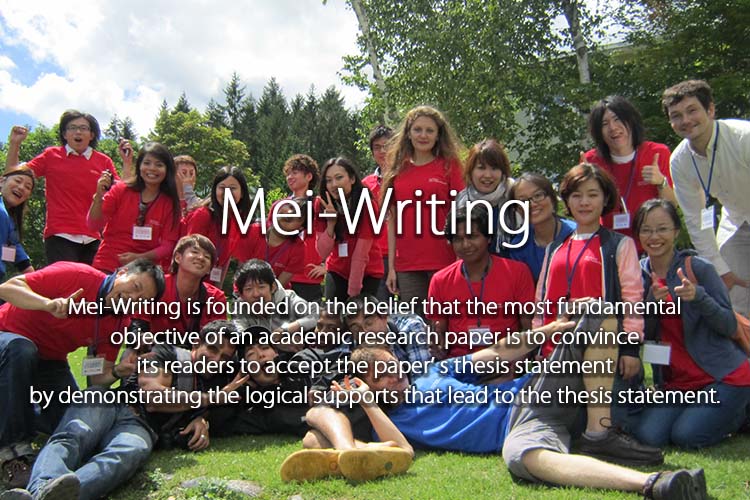 Mei-Writing
Mei-Writing is founded on the belief that the most fundamental
objective of an academic research paper is to convince
its readers to accept the paper's thesis statement
by demonstrating the logical supports that lead to the thesis statement.